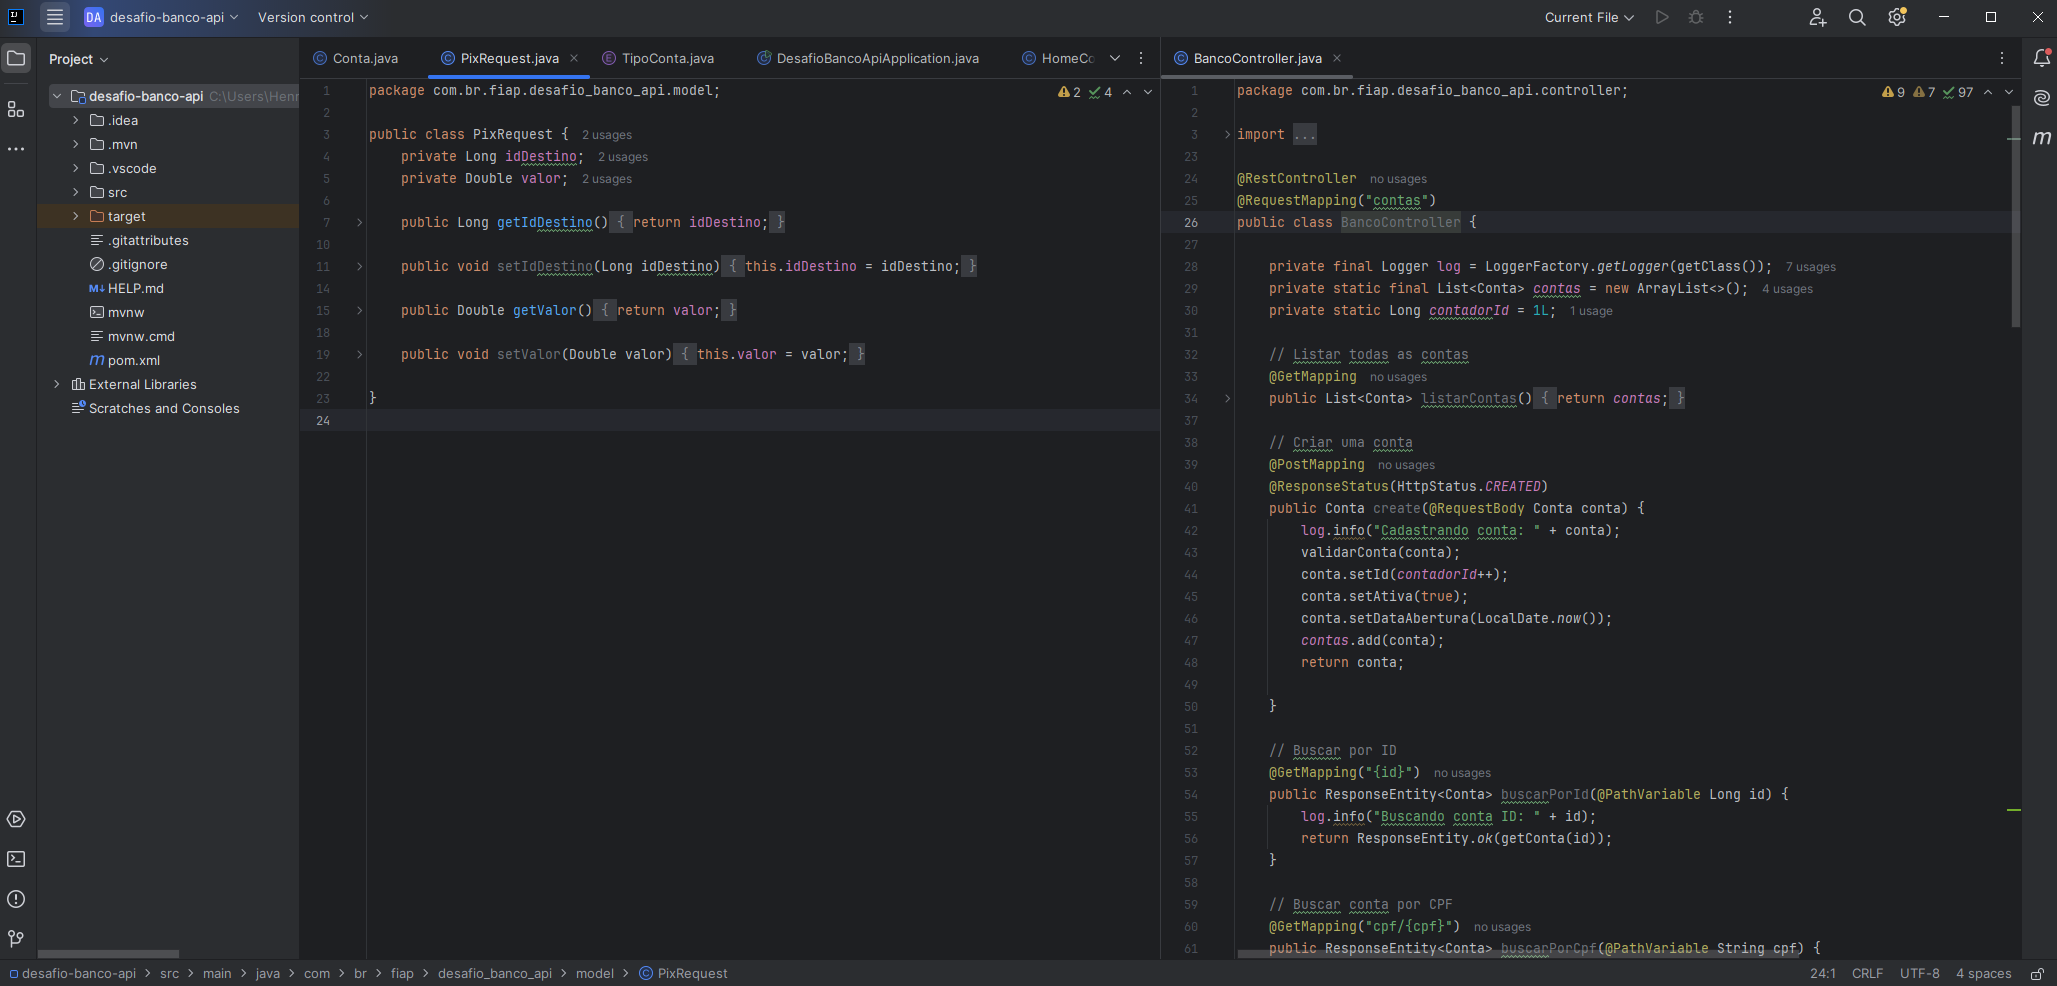 DA desafio-banco-api Version control Current File
Project
Conta.java PixRequest.java TipoConta.java DesafioBancoApiApplication.java HomeCo
BancoController.java
desafio-banco-api C:\Users\Henr
.idea
.mvn
.vscode
src
target
.gitattributes
.gitignore
HELP.md
mvnw
mvnw.cmd
pom.xml
External Libraries
Scratches and Consoles
2 4
1 package com.br.fiap.desafio_banco_api.model;
2
3 public class PixRequest { 2 usages
4 private Long idDestino; 2 usages
5 private Double valor; 2 usages
6
7 public Long getIdDestino() { return idDestino; }
10
11 public void setIdDestino(Long idDestino) { this.idDestino = idDestino; }
14
15 public Double getValor() { return valor; }
18
19 public void setValor(Double valor) { this.valor = valor; }
22
23 }
24
9 7 97
1 package com.br.fiap.desafio_banco_api.controller;
2
3 import ...
23
24 @RestController no usages
25 @RequestMapping("contas")
26 public class BancoController {
27
28 private final Logger log = LoggerFactory.getLogger(getClass()); 7 usages
29 private static final List<Conta> contas = new ArrayList<>(); 4 usages
30 private static Long contadorId = 1L; 1 usage
31
32 // Listar todas as contas
33 @GetMapping no usages
34 public List<Conta> listarContas() { return contas; }
37
38 // Criar uma conta
39 @PostMapping no usages
40 @ResponseStatus(HttpStatus.CREATED)
41 public Conta create(@RequestBody Conta conta) {
42 log.info("Cadastrando conta: " + conta);
43 validarConta(conta);
44 conta.setId(contadorId++);
45 conta.setAtiva(true);
46 conta.setDataAbertura(LocalDate.now());
47 contas.add(conta);
48 return conta;
49
50 }
51
52 // Buscar por ID
53 @GetMapping("{id}") no usages
54 public ResponseEntity<Conta> buscarPorId(@PathVariable Long id) {
55 log.info("Buscando conta ID: " + id);
56 return ResponseEntity.ok(getConta(id));
57 }
58
59 // Buscar conta por CPF
60 @GetMapping("cpf/{cpf}") no usages
61 public ResponseEntity<Conta> buscarPorCpf(@PathVariable String cpf) {
desafio-banco-api > src > main > java > com > br > fiap > desafio_banco_api > model > PixRequest
24:1 CRLF UTF-8 4 spaces